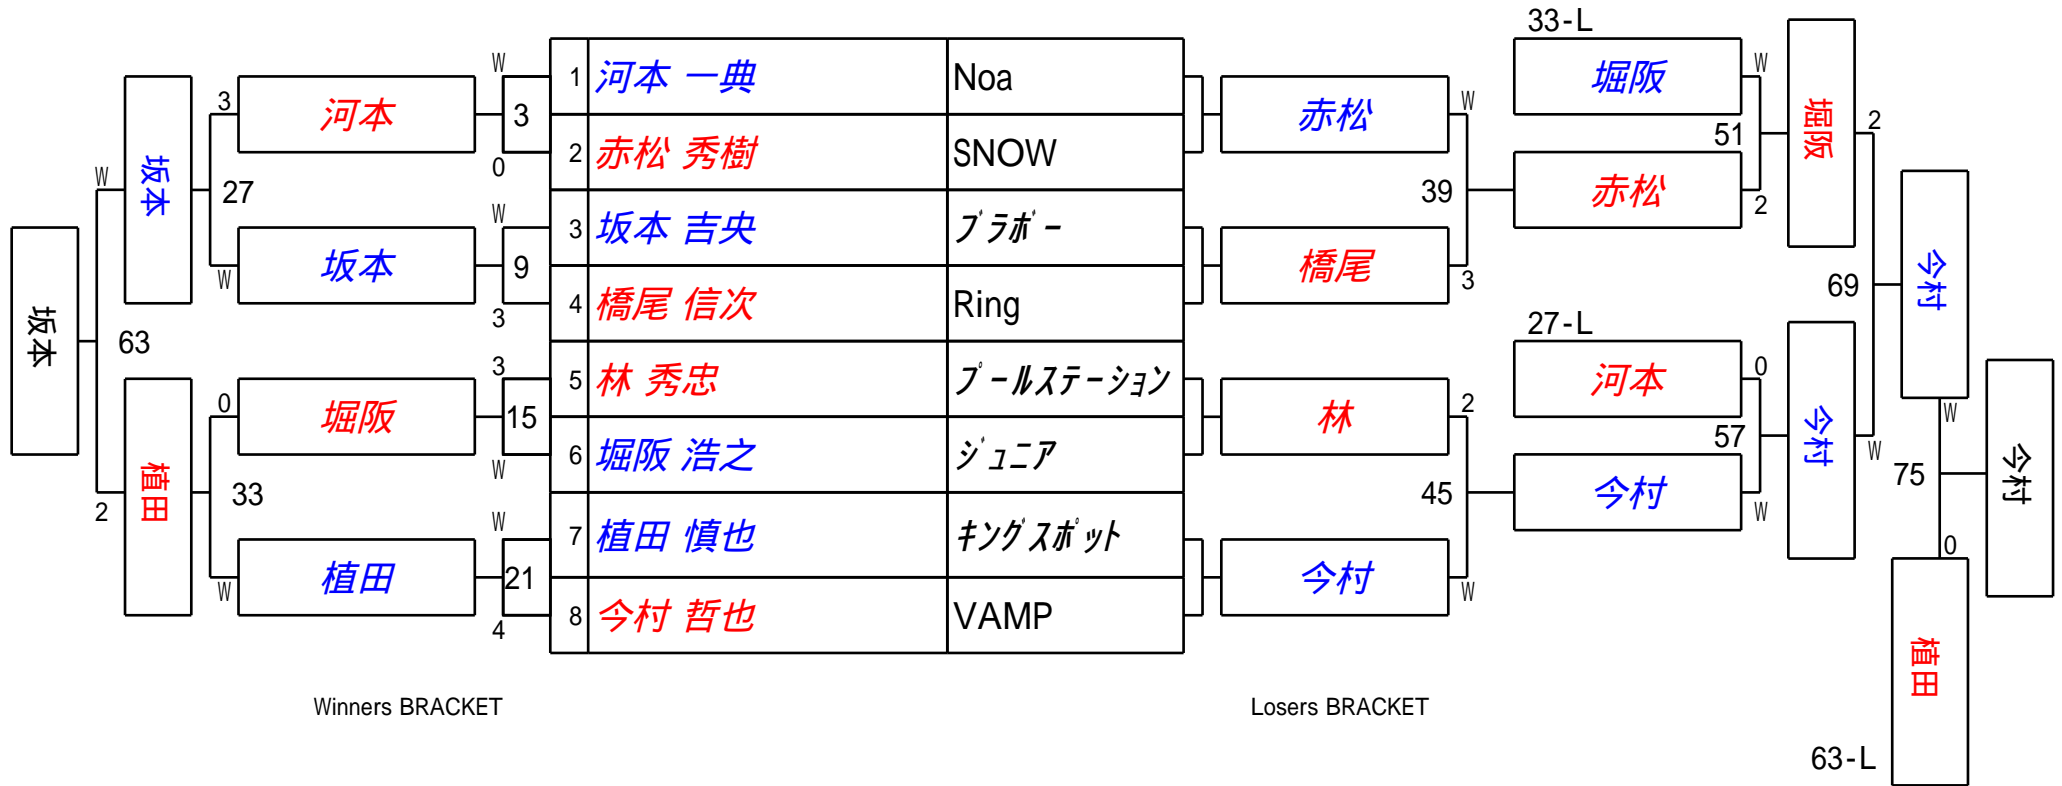 33-L
W
1 河本 一典 Noa
3 河本 3 赤松 W 堀阪 W
2 赤松 秀樹 SNOW
0
51 堀阪 2
W 坂本 27
39 赤松 2
W
3 坂本 吉央 ブラボー
W 坂本 9 橋尾 3
4 橋尾 信次 Ring
3
69 今村
坂本 63
27-L
3
5 林 秀忠 プールステーション
0 堀阪 15 林 2 河本 0
6 堀阪 浩之 ジュニア
W
57 今村 W
2 植田 33
45 今村 W
W
75 今村
W
7 植田 慎也 キングスポット
W 植田 21 今村 W
8 今村 哲也 VAMP
4
0
植田
Winners BRACKET
Losers BRACKET
63-L